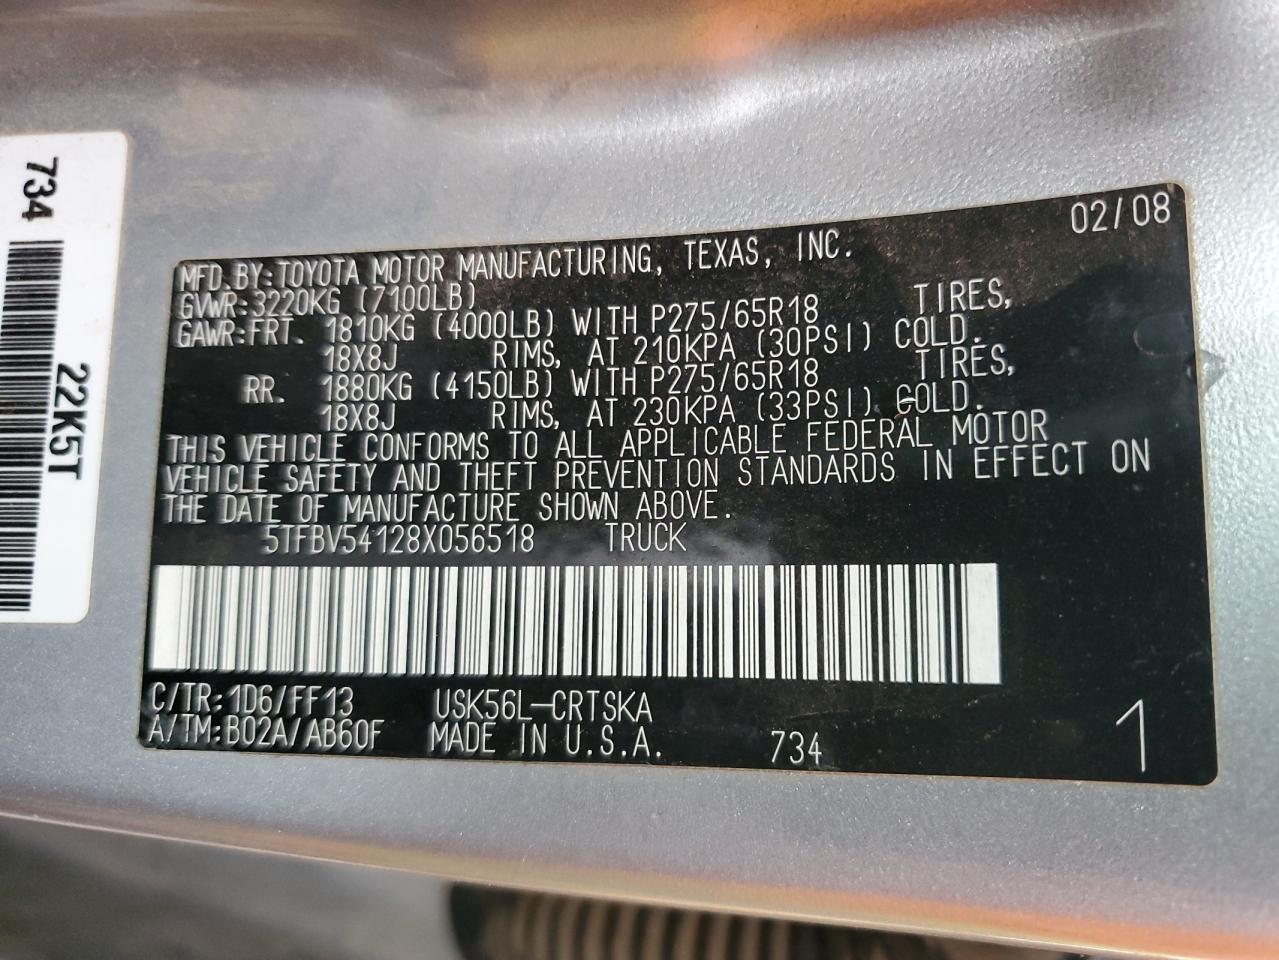 734
22K5T
02/08
MFD.BY:TOYOTA MOTOR MANUFACTURING, TEXAS, INC.
GVWR:3220KG (7100LB)
GAWR:FRT. 1810KG (4000LB) WITH P275/65R18 TIRES,
18X8J RIMS, AT 210KPA (30PSI) COLD.
RR. 1880KG (4150LB) WITH P275/65R18 TIRES,
18X8J RIMS, AT 230KPA (33PSI) COLD.
THIS VEHICLE CONFORMS TO ALL APPLICABLE FEDERAL MOTOR
VEHICLE SAFETY AND THEFT PREVENTION STANDARDS IN EFFECT ON
THE DATE OF MANUFACTURE SHOWN ABOVE.
5TFBV54128X056518 TRUCK
C/TR:1D6/FF13 USK56L-CRTSKA
A/TM:B02A/AB60F MADE IN U.S.A. 734
1